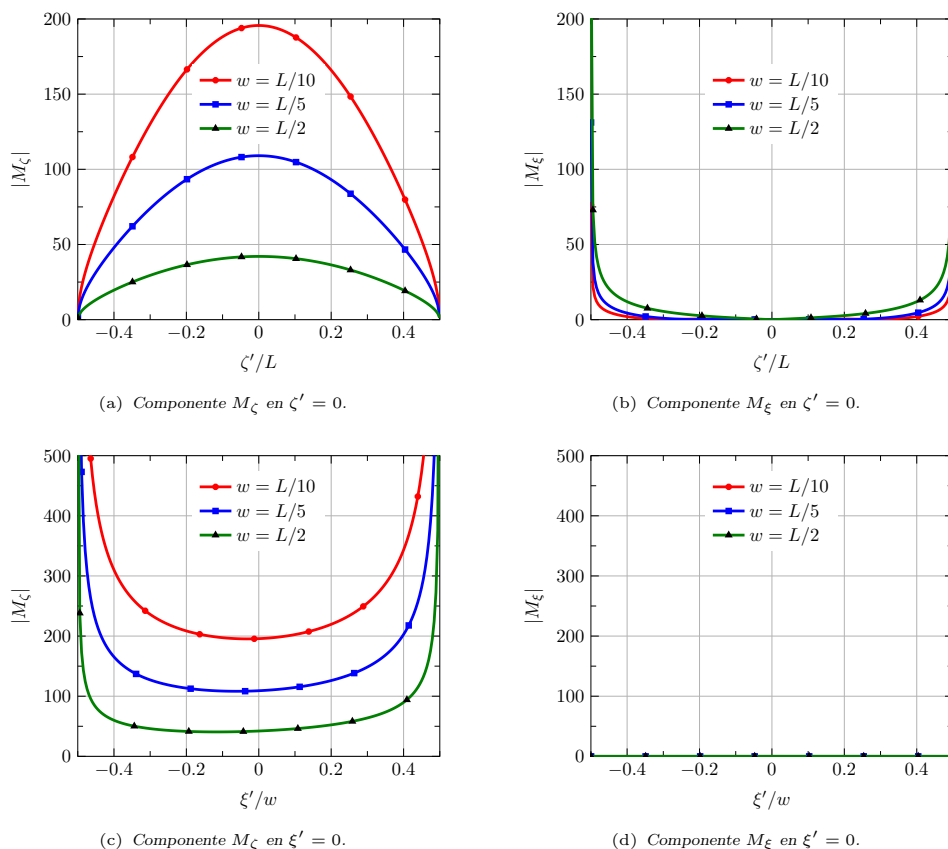 200
150
100
50
0
|M_ζ|
w = L/10
w = L/5
w = L/2
−0.4 −0.2 0 0.2 0.4
ζ′/L
(a) Componente M_ζ en ζ′ = 0.
200
150
100
50
0
|M_ξ|
w = L/10
w = L/5
w = L/2
−0.4 −0.2 0 0.2 0.4
ζ′/L
(b) Componente M_ξ en ζ′ = 0.
500
400
300
200
100
0
|M_ζ|
w = L/10
w = L/5
w = L/2
−0.4 −0.2 0 0.2 0.4
ξ′/w
(c) Componente M_ζ en ξ′ = 0.
500
400
300
200
100
0
|M_ξ|
w = L/10
w = L/5
w = L/2
−0.4 −0.2 0 0.2 0.4
ξ′/w
(d) Componente M_ξ en ξ′ = 0.